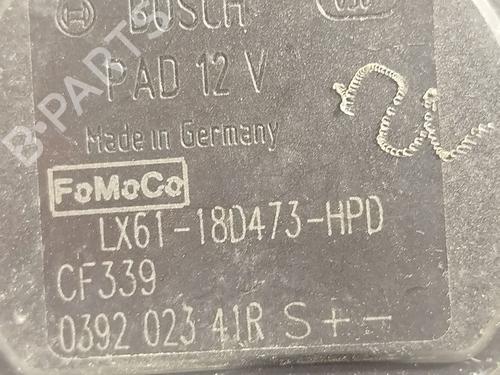 BOSCH
PAD 12 V
Made in Germany
FoMoCo
LX61-18D473-HPD
CF339
0392 023 41R S + -
B-PARTS